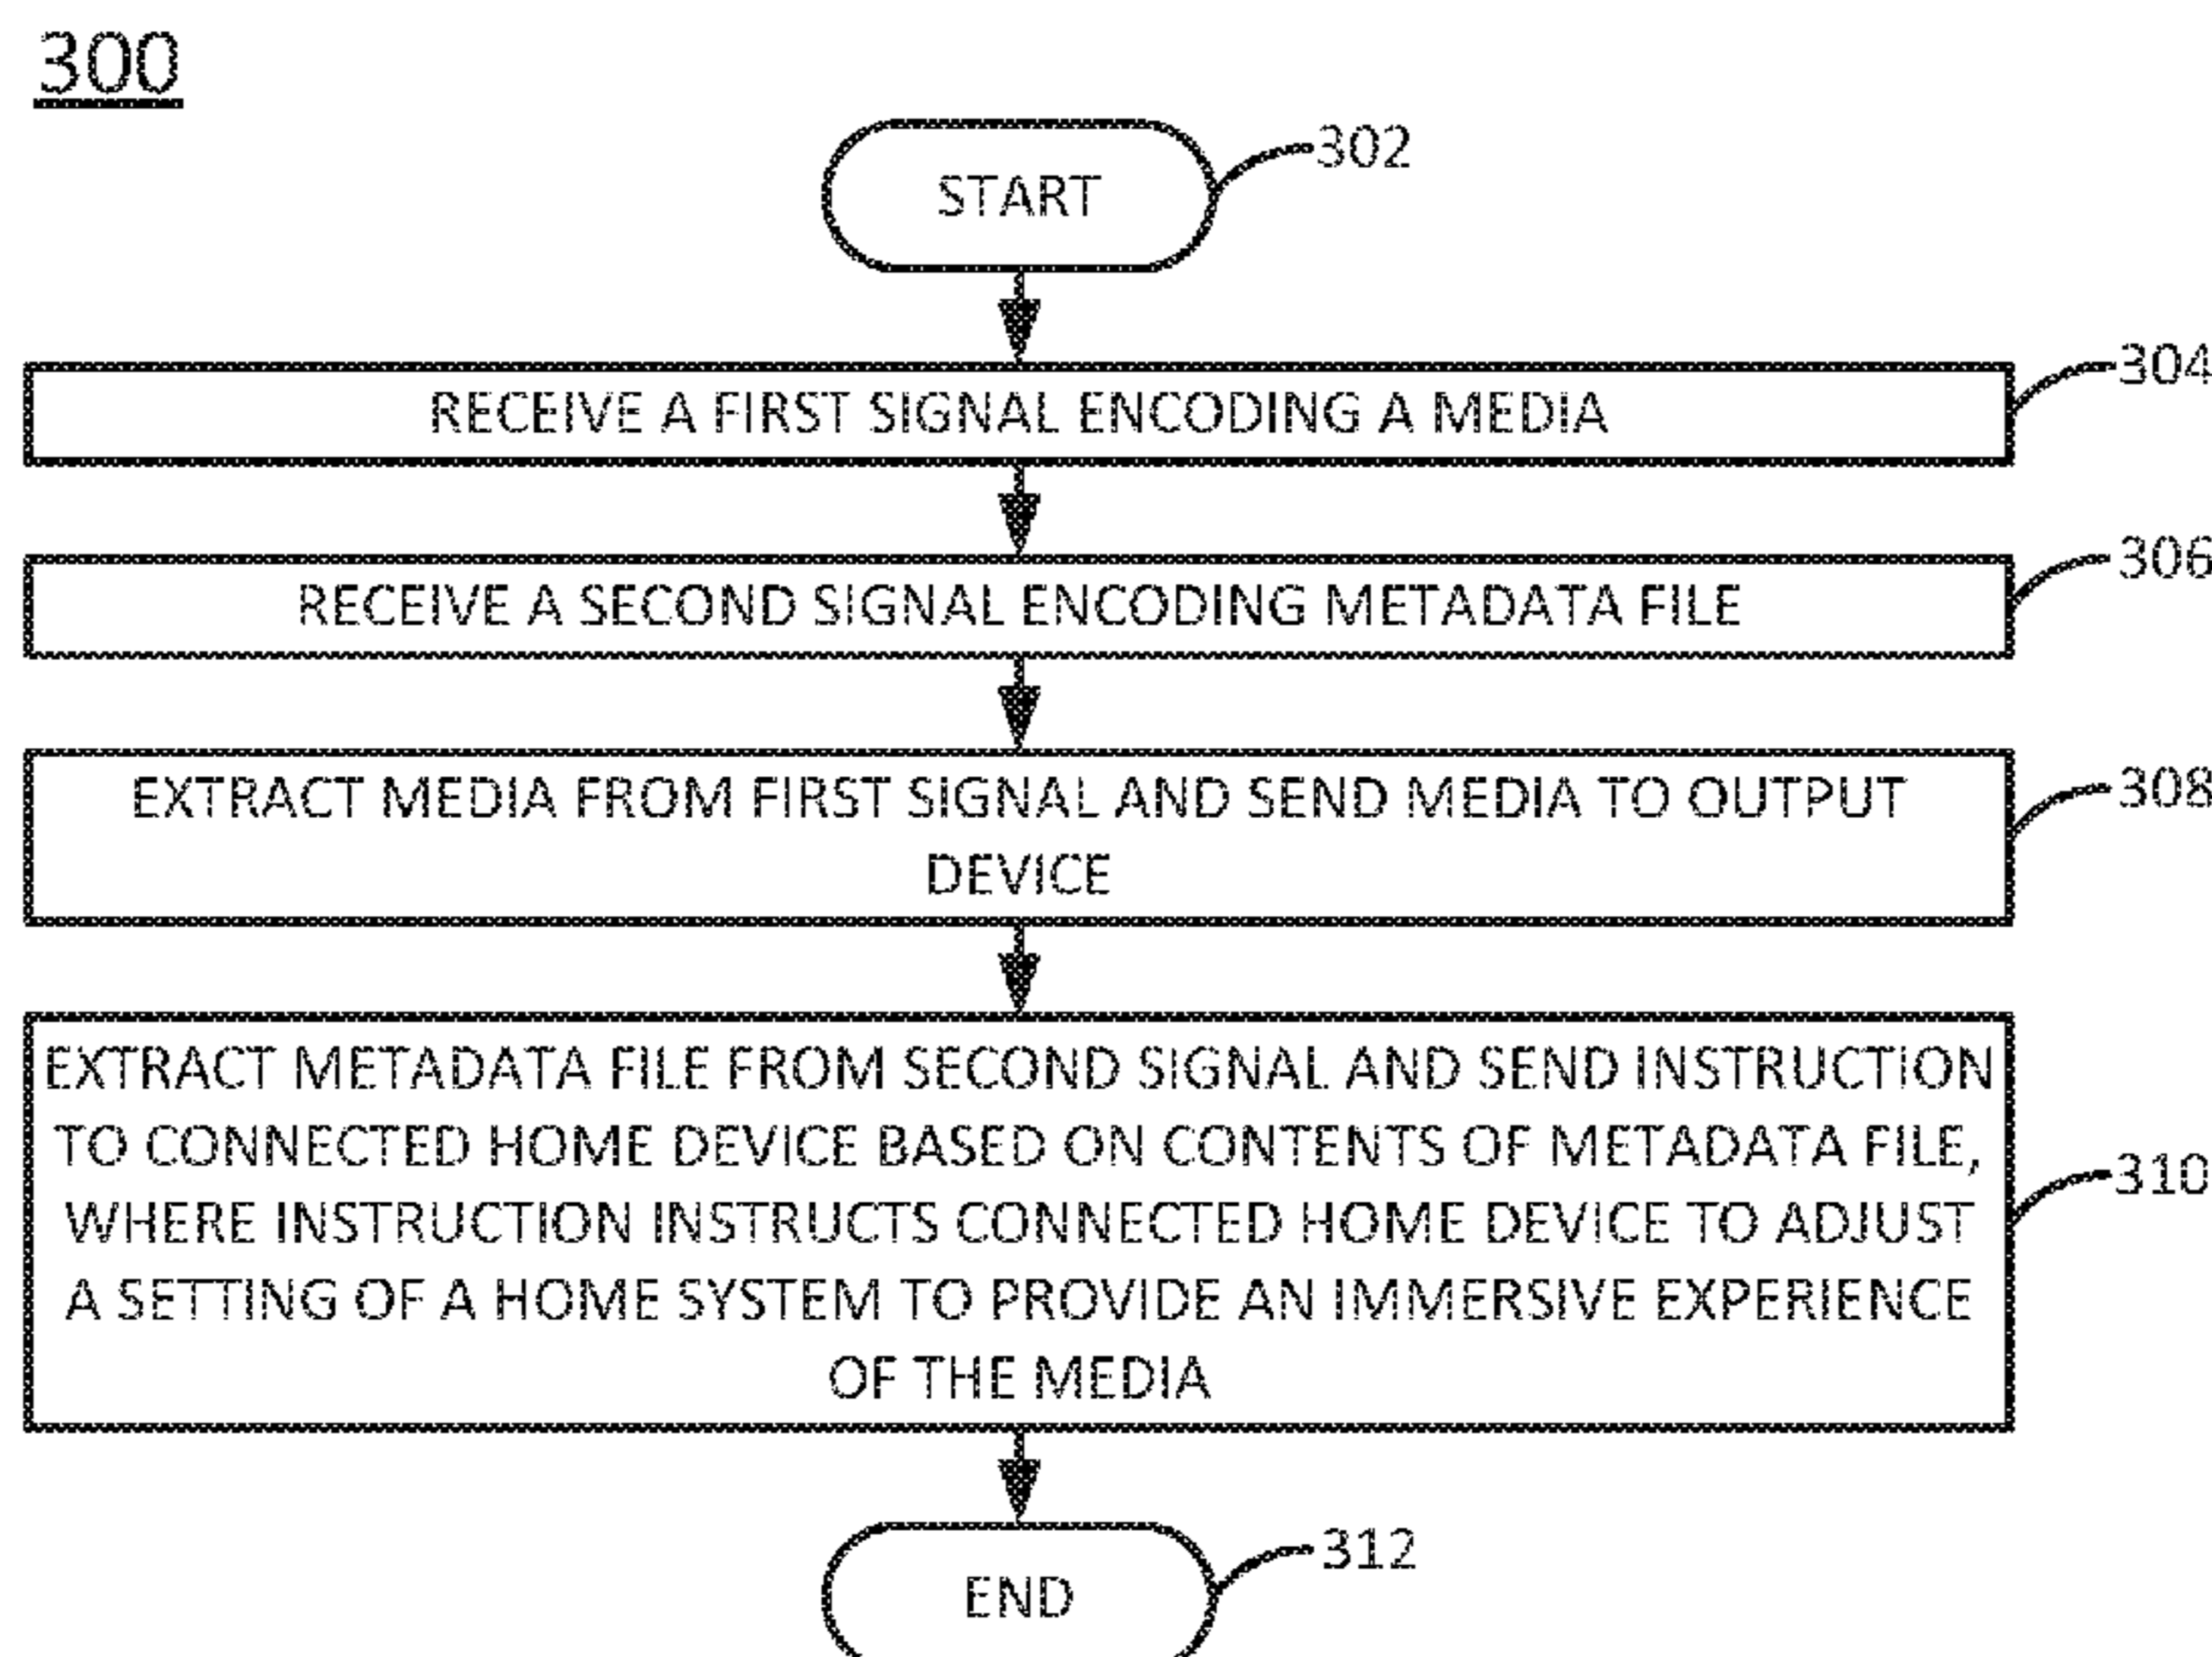 300
START
302
RECEIVE A FIRST SIGNAL ENCODING A MEDIA
304
RECEIVE A SECOND SIGNAL ENCODING METADATA FILE
306
EXTRACT MEDIA FROM FIRST SIGNAL AND SEND MEDIA TO OUTPUT
DEVICE
308
EXTRACT METADATA FILE FROM SECOND SIGNAL AND SEND INSTRUCTION
TO CONNECTED HOME DEVICE BASED ON CONTENTS OF METADATA FILE,
WHERE INSTRUCTION INSTRUCTS CONNECTED HOME DEVICE TO ADJUST
A SETTING OF A HOME SYSTEM TO PROVIDE AN IMMERSIVE EXPERIENCE
OF THE MEDIA
310
END
312